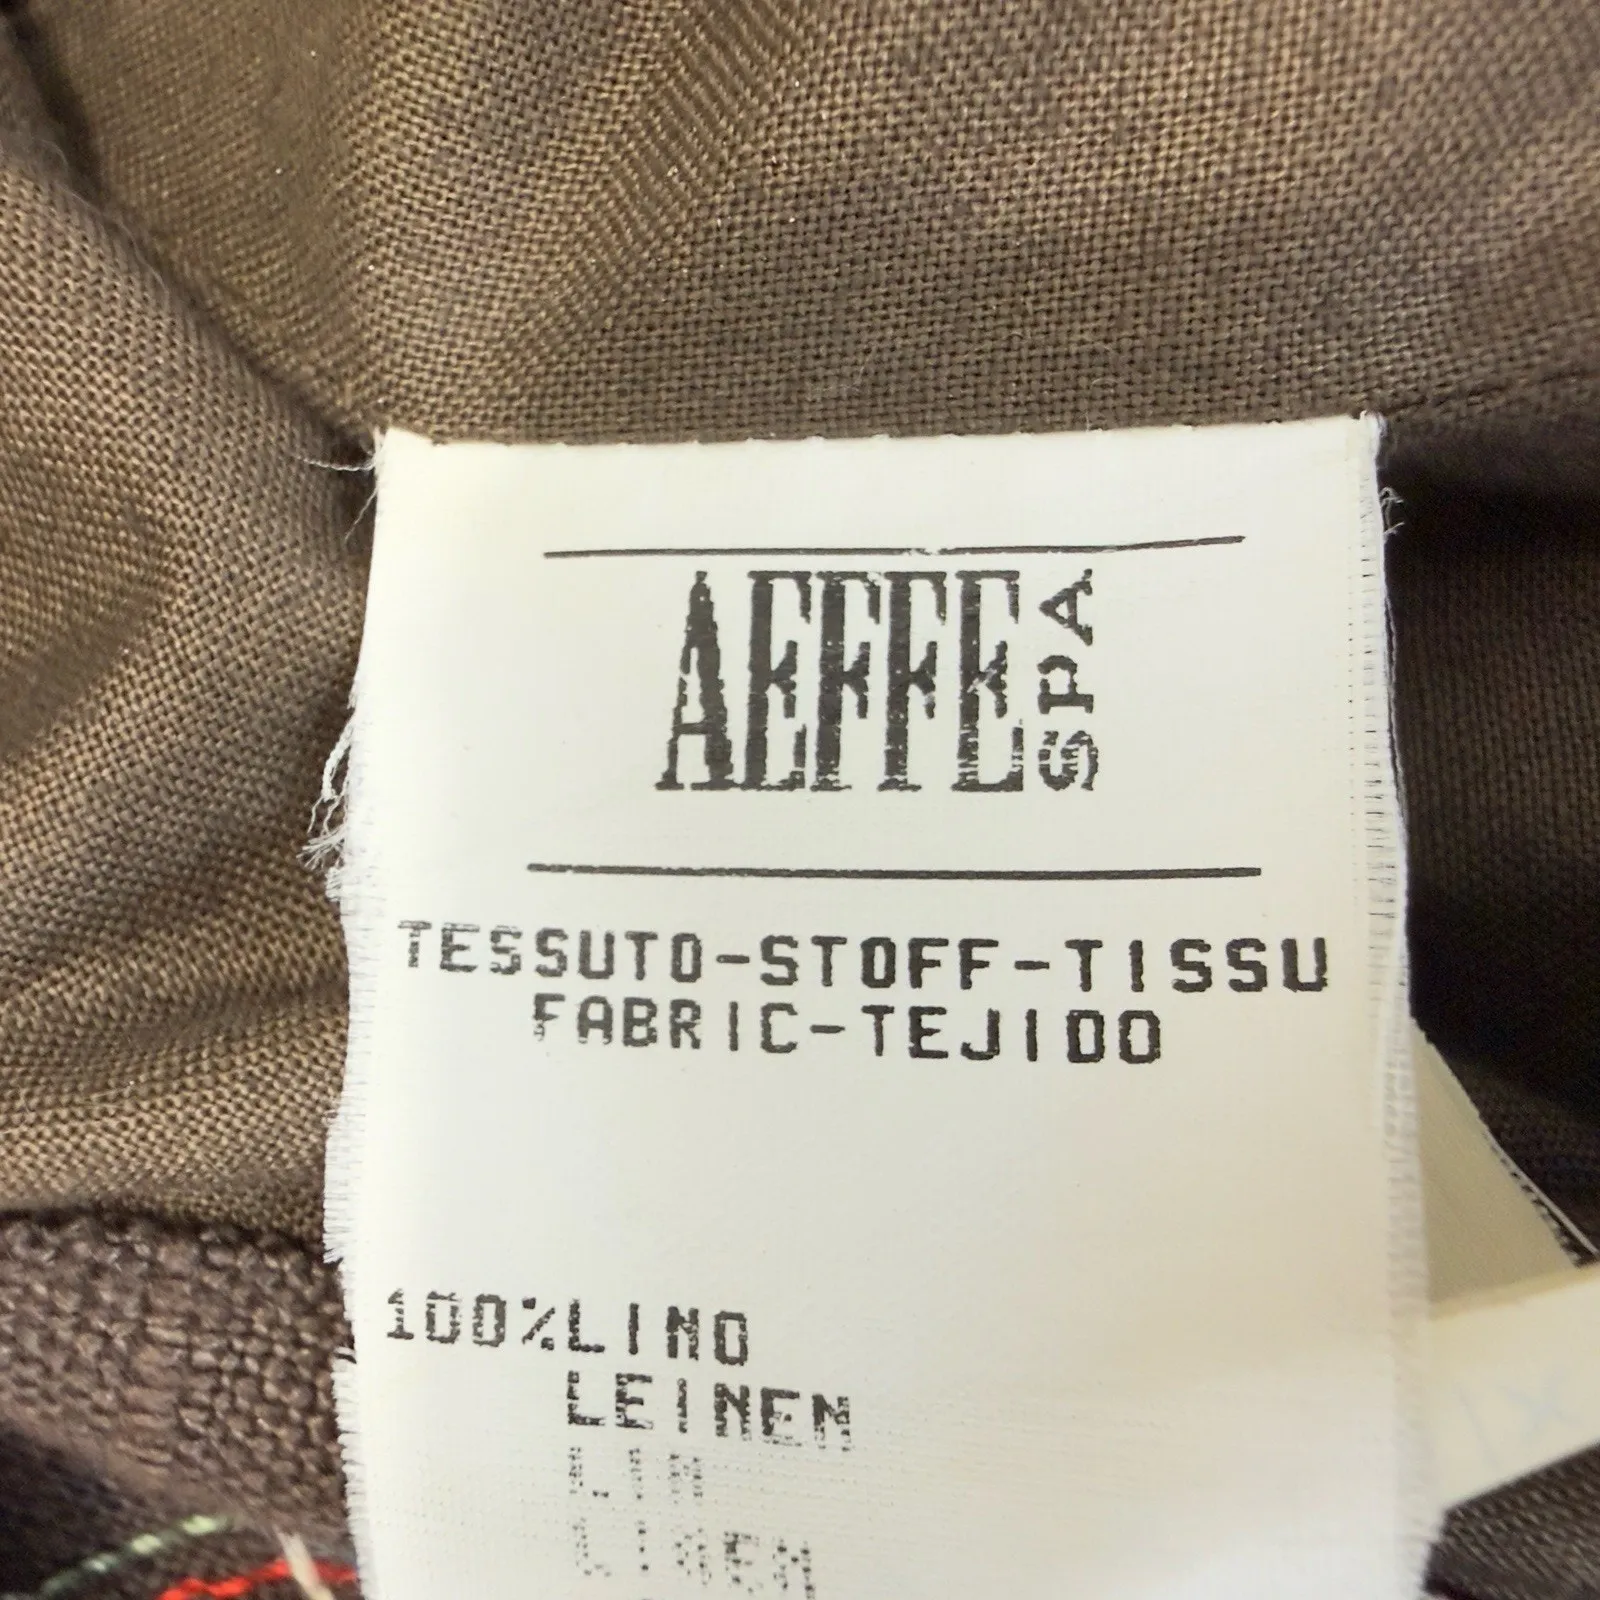 AEFFE SpA
TESSUTO-STOFF-TISSU
FABRIC-TEJIDO
100%LINO
LEINEN